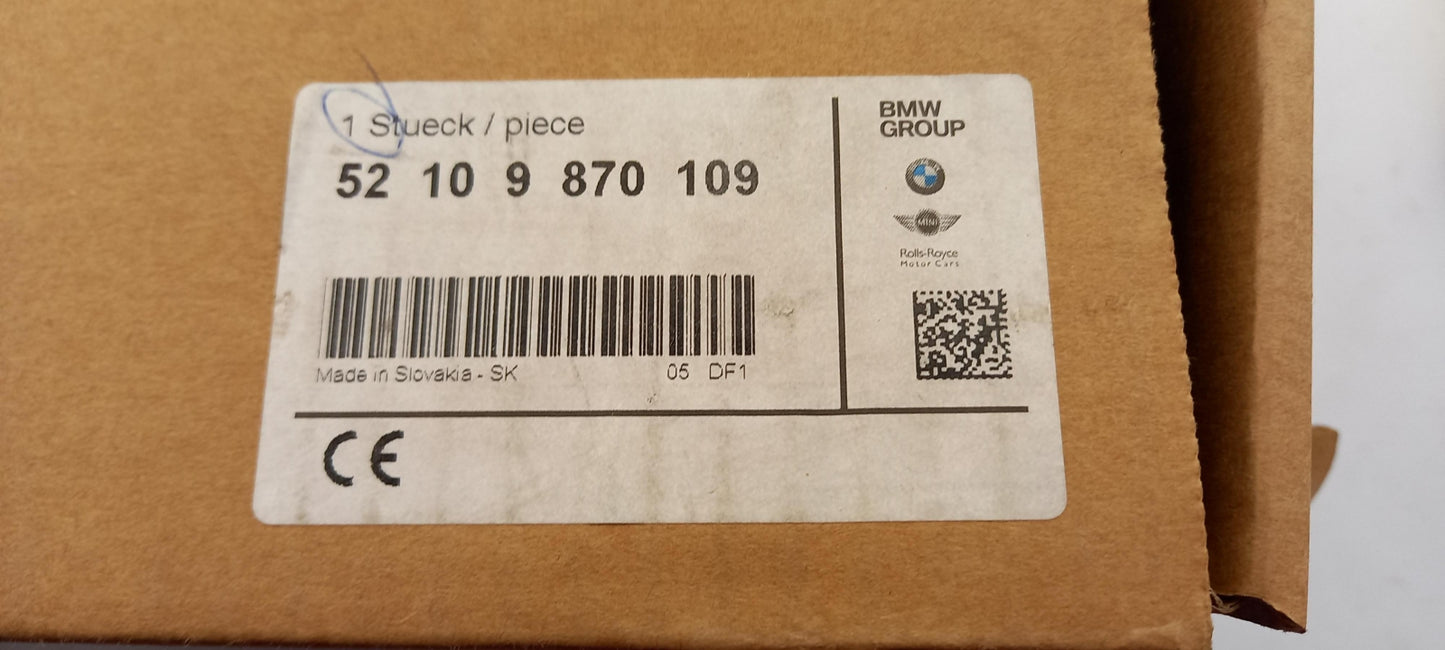 1 Stueck / piece
52 10 9 870 109
Made in Slovakia - SK 05 DF1
CE
BMW
GROUP
MINI
Rolls-Royce
Motor Cars